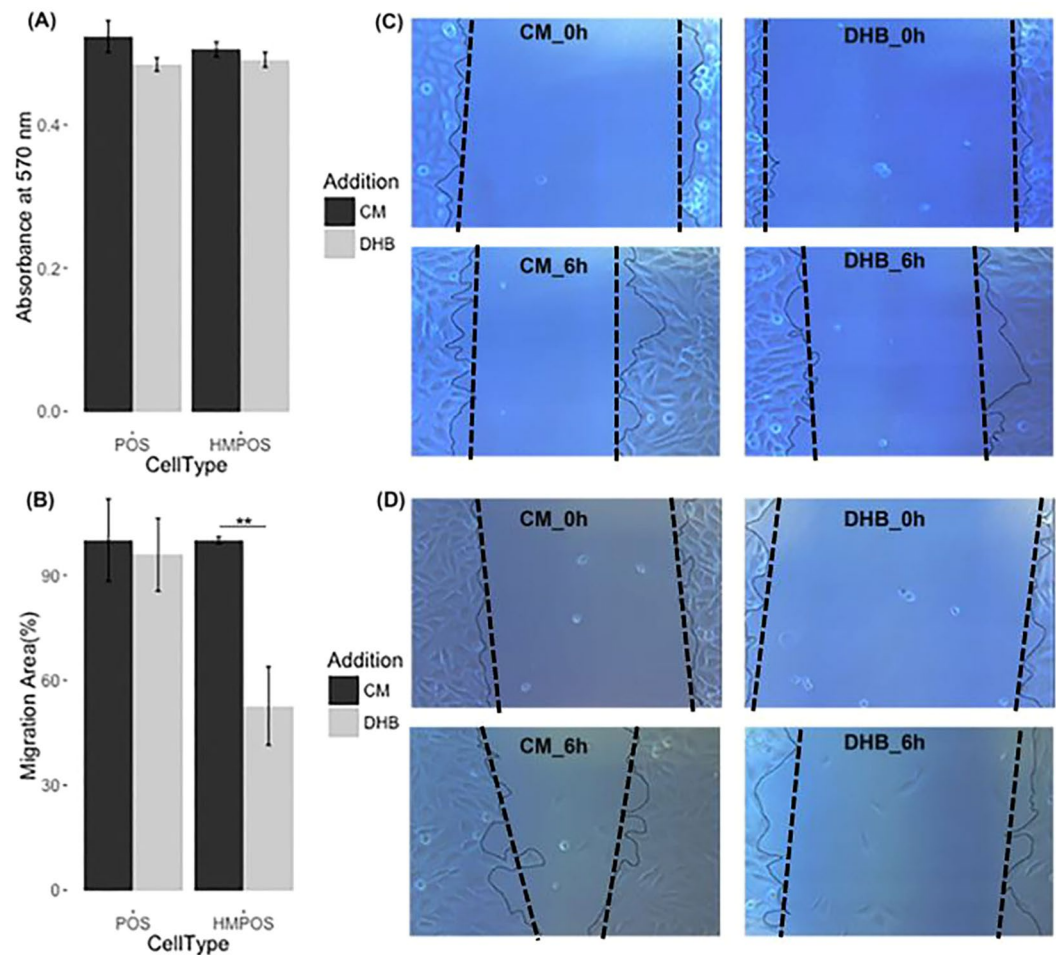 (A)
Absorbance at 570 nm
0.4-
0.2-
0.0-
POS
HMPOS
CellType
Addition
CM
DHB
(B)
**
Migration Area(%)
90-
60-
30-
0-
POS
HMPOS
CellType
Addition
CM
DHB
(C)
CM_0h
DHB_0h
CM_6h
DHB_6h
(D)
CM_0h
DHB_0h
CM_6h
DHB_6h